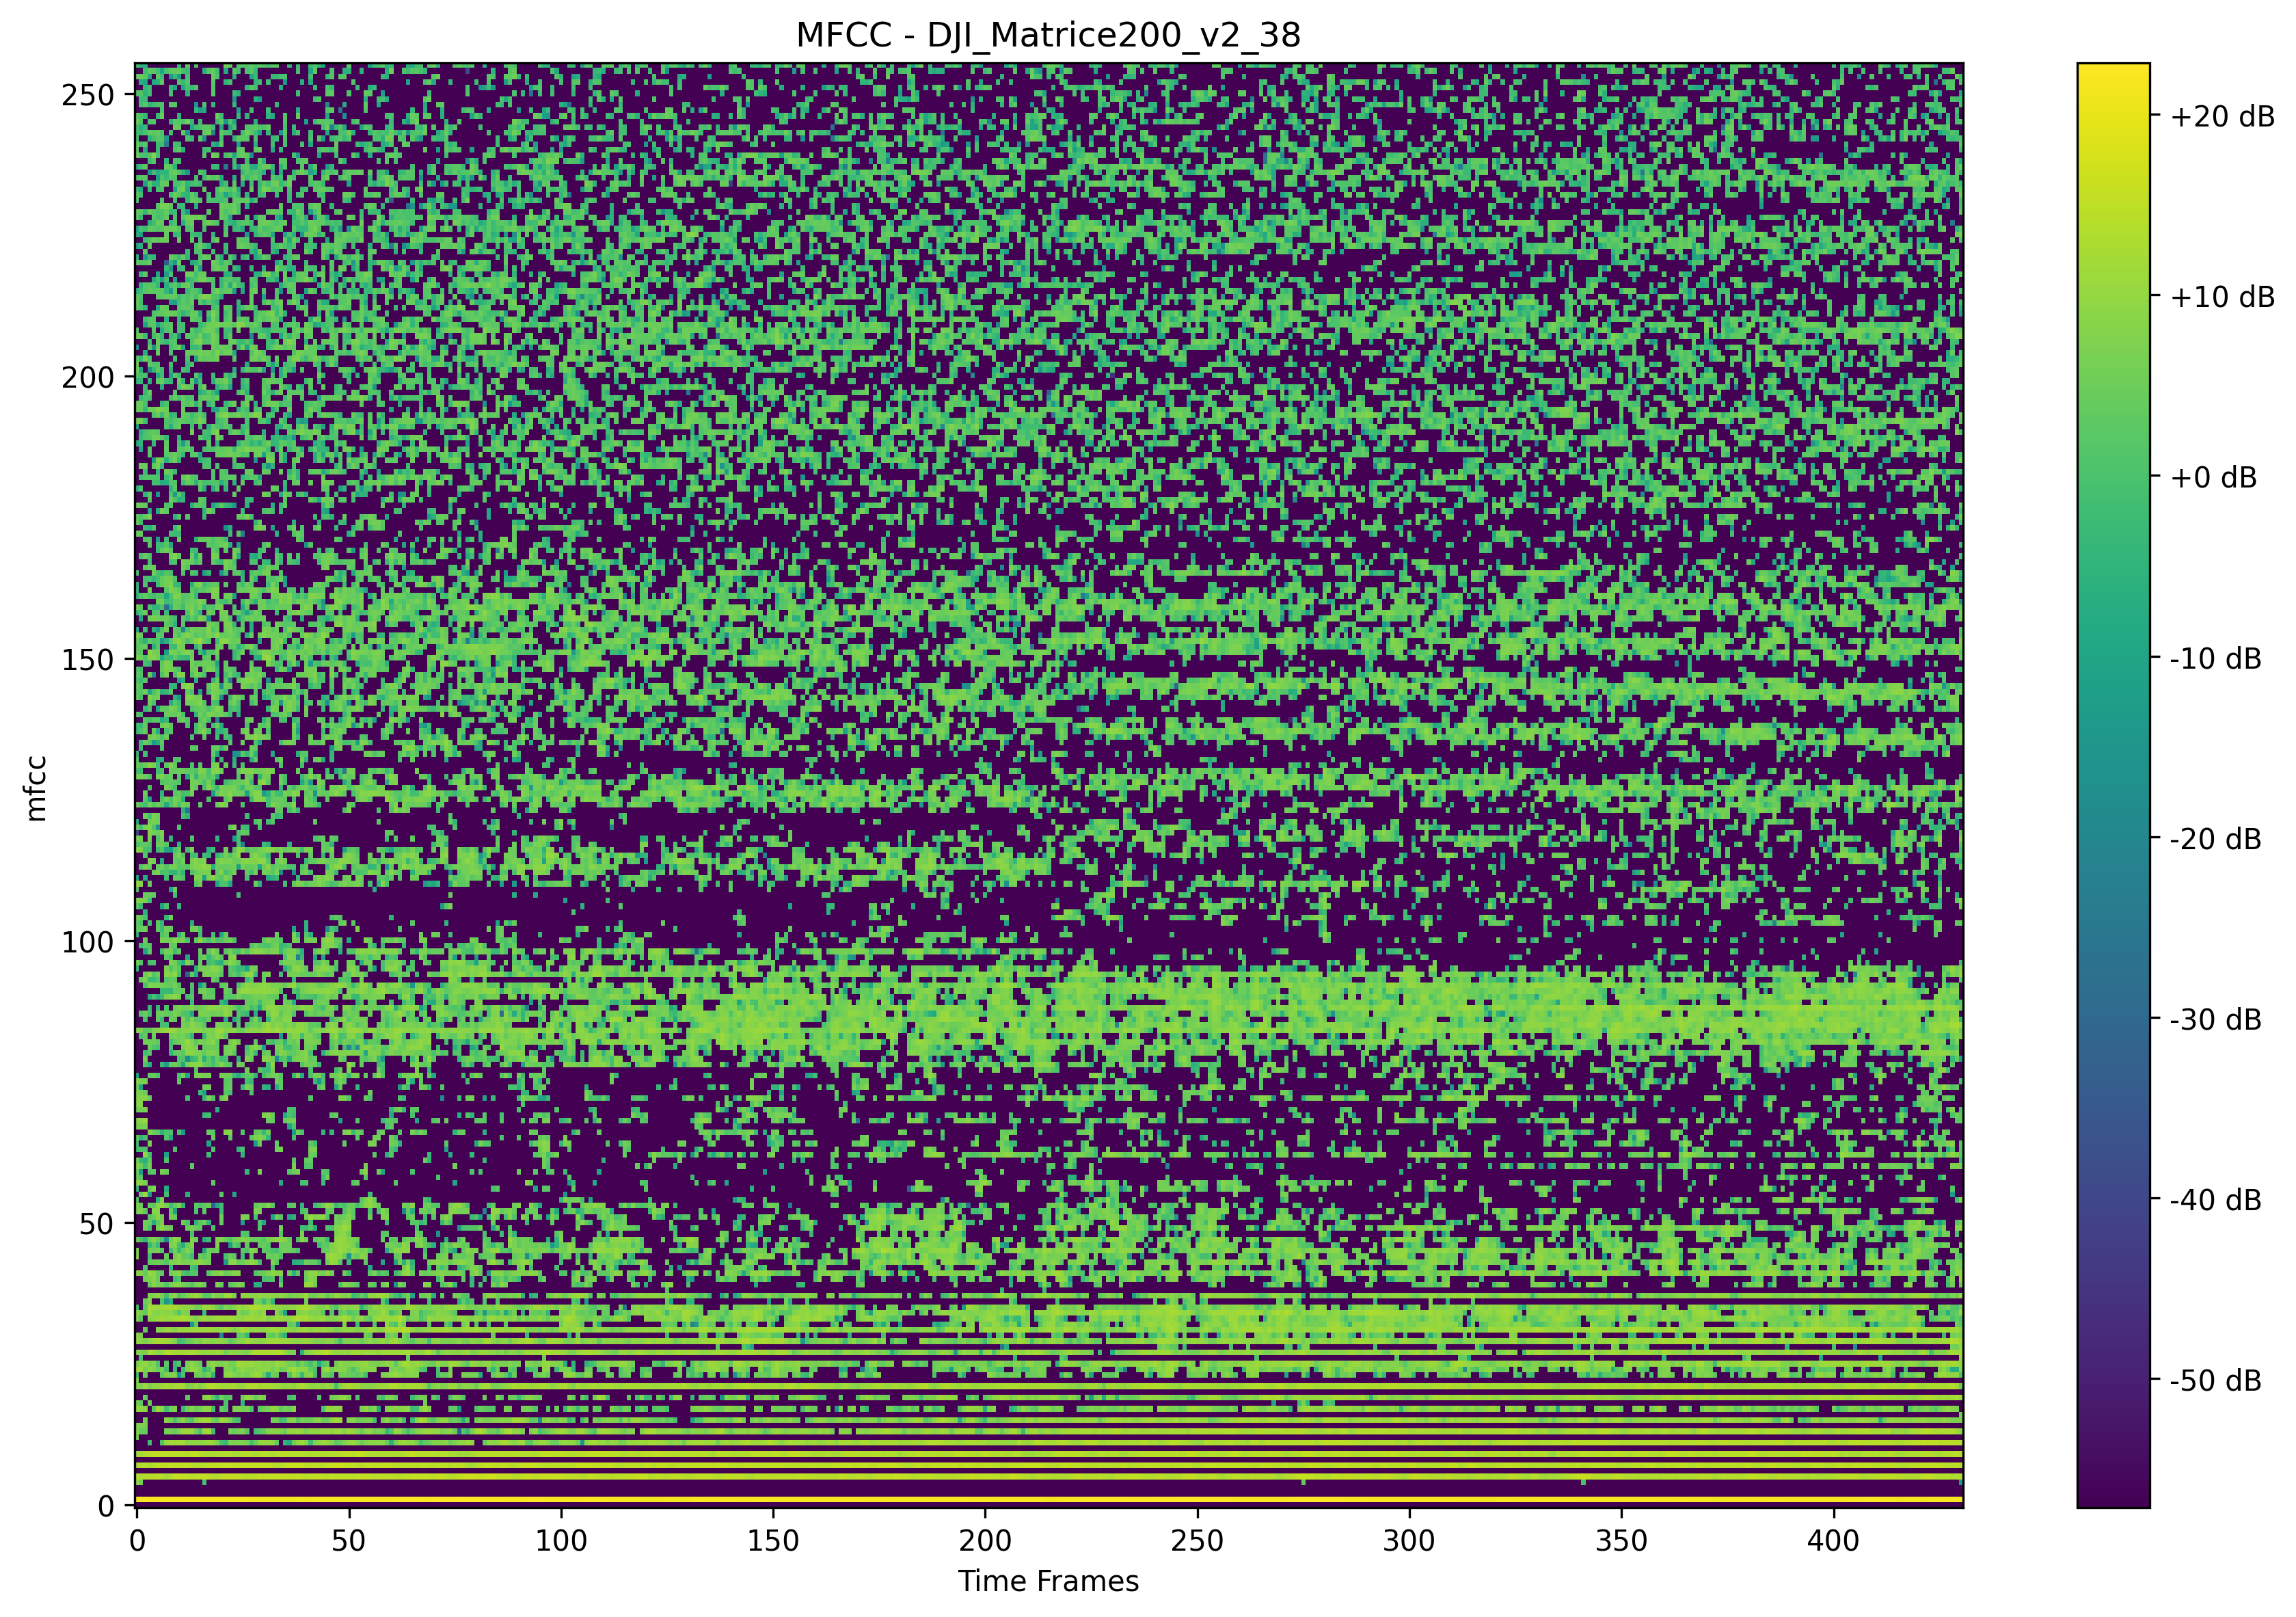 MFCC - DJI_Matrice200_v2_38
250
200
150
100
50
0
mfcc
0 50 100 150 200 250 300 350 400
Time Frames
+20 dB
+10 dB
+0 dB
-10 dB
-20 dB
-30 dB
-40 dB
-50 dB